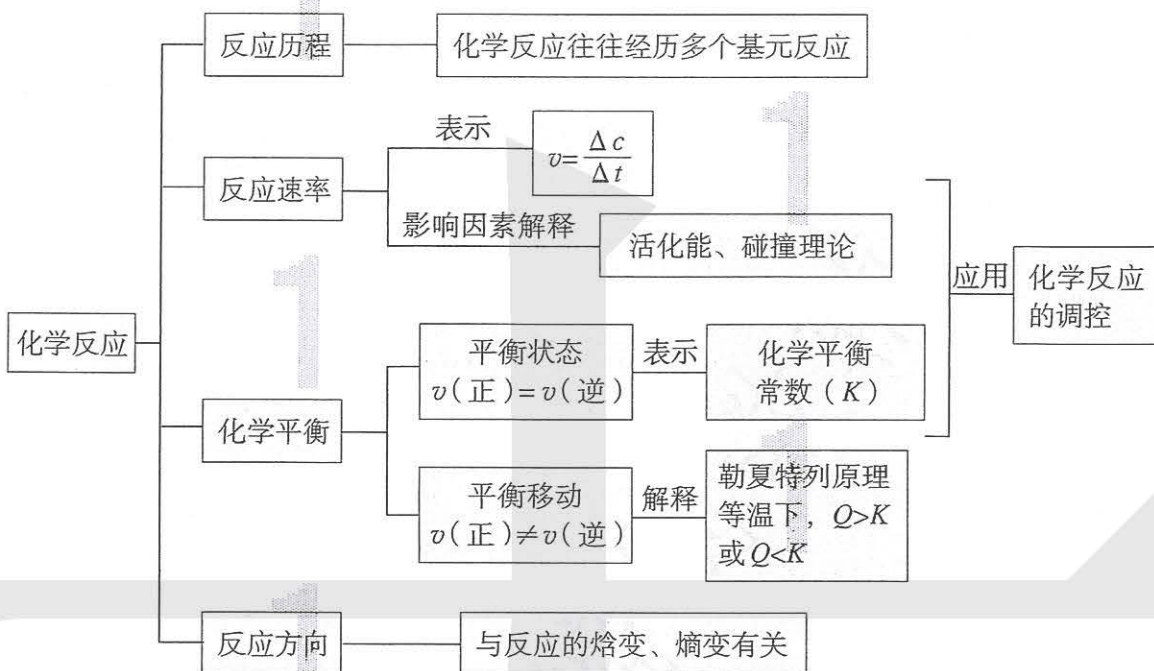 反应历程
化学反应往往经历多个基元反应
表示
v=Δc/Δt
反应速率
影响因素解释
活化能、碰撞理论
应用
化学反应
的调控
化学反应
平衡状态
v(正)=v(逆)
表示
化学平衡
常数(K)
化学平衡
平衡移动
v(正)≠v(逆)
解释
勒夏特列原理
等温下，Q>K
或Q<K
反应方向
与反应的焓变、熵变有关